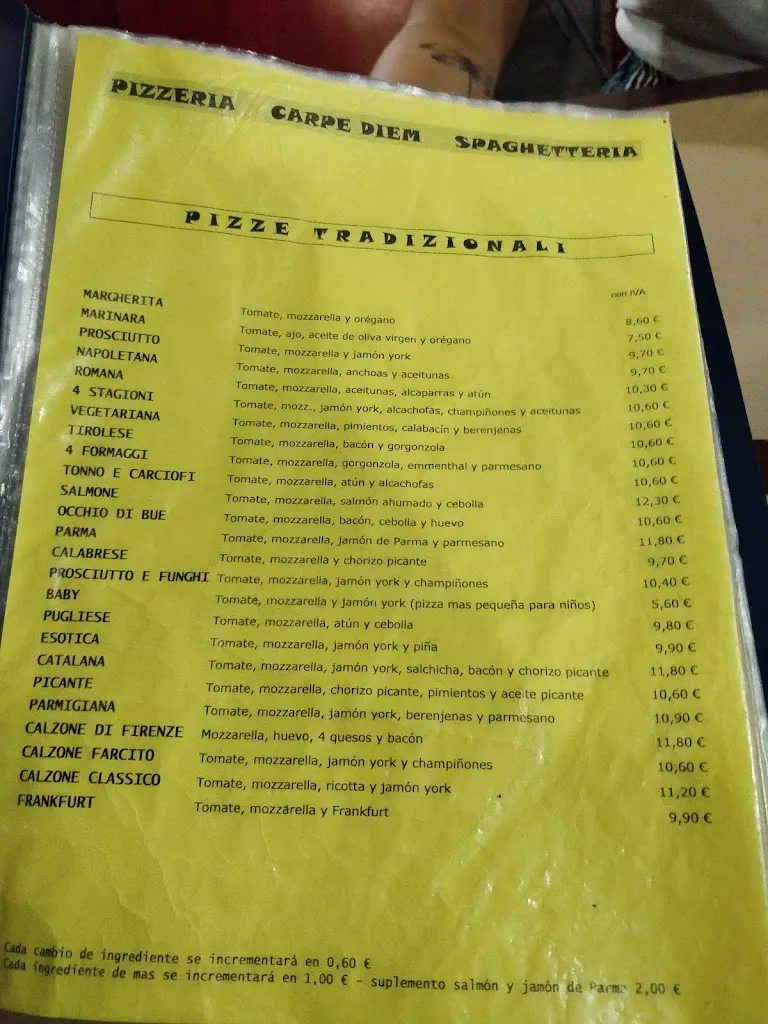 PIZZERIA CARPE DIEM SPAGHETTERIA
PIZZE TRADIZIONALI
con IVA
MARGHERITA Tomate, mozzarella y orégano 8,60 €
MARINARA Tomate, ajo, aceite de oliva virgen y orégano 7,50 €
PROSCIUTTO Tomate, mozzarella y jamón york 9,70 €
NAPOLETANA Tomate, mozzarella, anchoas y aceitunas 9,70 €
ROMANA Tomate, mozzarella, aceitunas, alcaparras y atún 10,30 €
4 STAGIONI Tomate, mozz., jamón york, alcachofas, champiñones y aceitunas 10,60 €
VEGETARIANA Tomate, mozzarella, pimientos, calabacín y berenjenas 10,60 €
TIROLESE Tomate, mozzarella, bacón y gorgonzola 10,60 €
4 FORMAGGI Tomate, mozzarella, gorgonzola, emmenthal y parmesano 10,60 €
TONNO E CARCIOFI Tomate, mozzarella, atún y alcachofas 10,60 €
SALMONE Tomate, mozzarella, salmón ahumado y cebolla 12,30 €
OCCHIO DI BUE Tomate, mozzarella, bacón, cebolla y huevo 10,60 €
PARMA Tomate, mozzarella, jamón de Parma y parmesano 11,80 €
CALABRESE Tomate, mozzarella y chorizo picante 9,70 €
PROSCIUTTO E FUNGHI Tomate, mozzarella, jamón york y champiñones 10,40 €
BABY Tomate, mozzarella y jamón york (pizza mas pequeña para niños) 5,60 €
PUGLIESE Tomate, mozzarella, atún y cebolla 9,80 €
ESOTICA Tomate, mozzarella, jamón york y piña 9,90 €
CATALANA Tomate, mozzarella, jamón york, salchicha, bacón y chorizo picante 11,80 €
PICANTE Tomate, mozzarella, chorizo picante, pimientos y aceite picante 10,60 €
PARMIGIANA Tomate, mozzarella, jamón york, berenjenas y parmesano 10,90 €
CALZONE DI FIRENZE Mozzarella, huevo, 4 quesos y bacón 11,80 €
CALZONE FARCITO Tomate, mozzarella, jamón york y champiñones 10,60 €
CALZONE CLASSICO Tomate, mozzarella, ricotta y jamón york 11,20 €
FRANKFURT Tomate, mozzarella y Frankfurt 9,90 €
Cada cambio de ingrediente se incrementará en 0,60 €
Cada ingrediente de mas se incrementará en 1,00 € - suplemento salmón y jamón de Parma 2,00 €